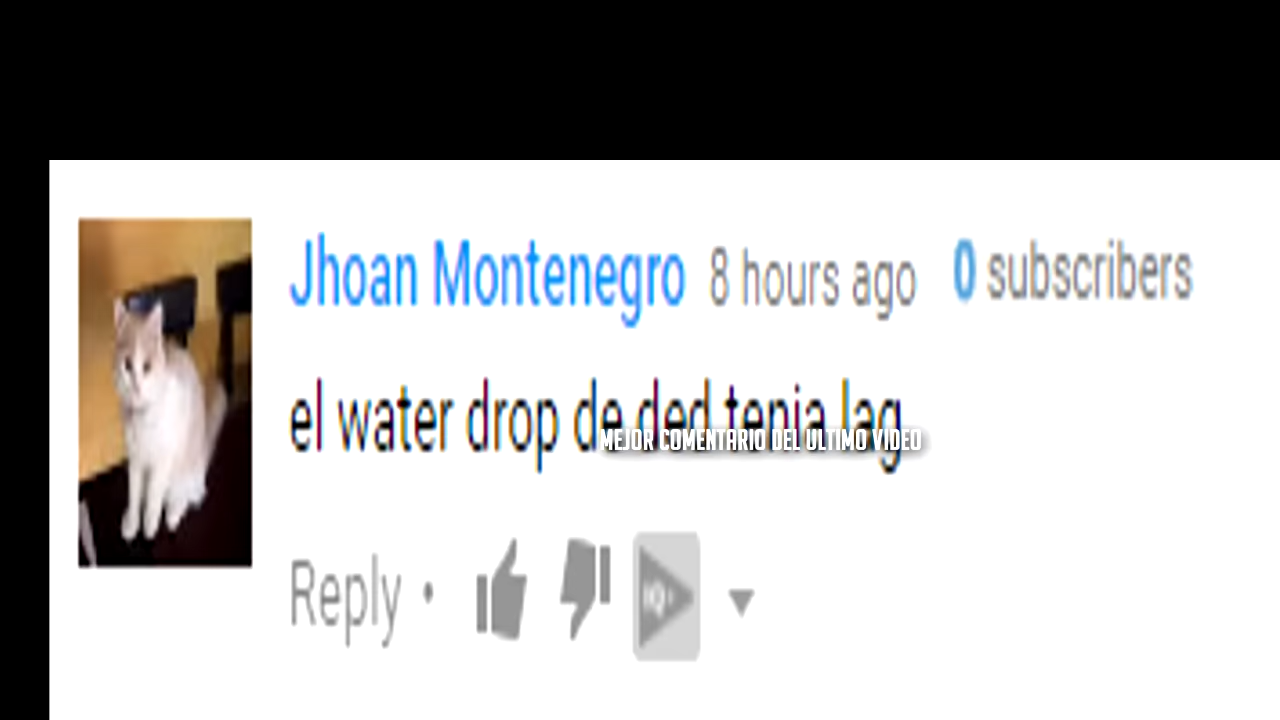 Jhoan Montenegro 8 hours ago 0 subscribers
el water drop de ded tenia lag
MEJOR COMENTARIO DEL ULTIMO VIDEO
Reply •